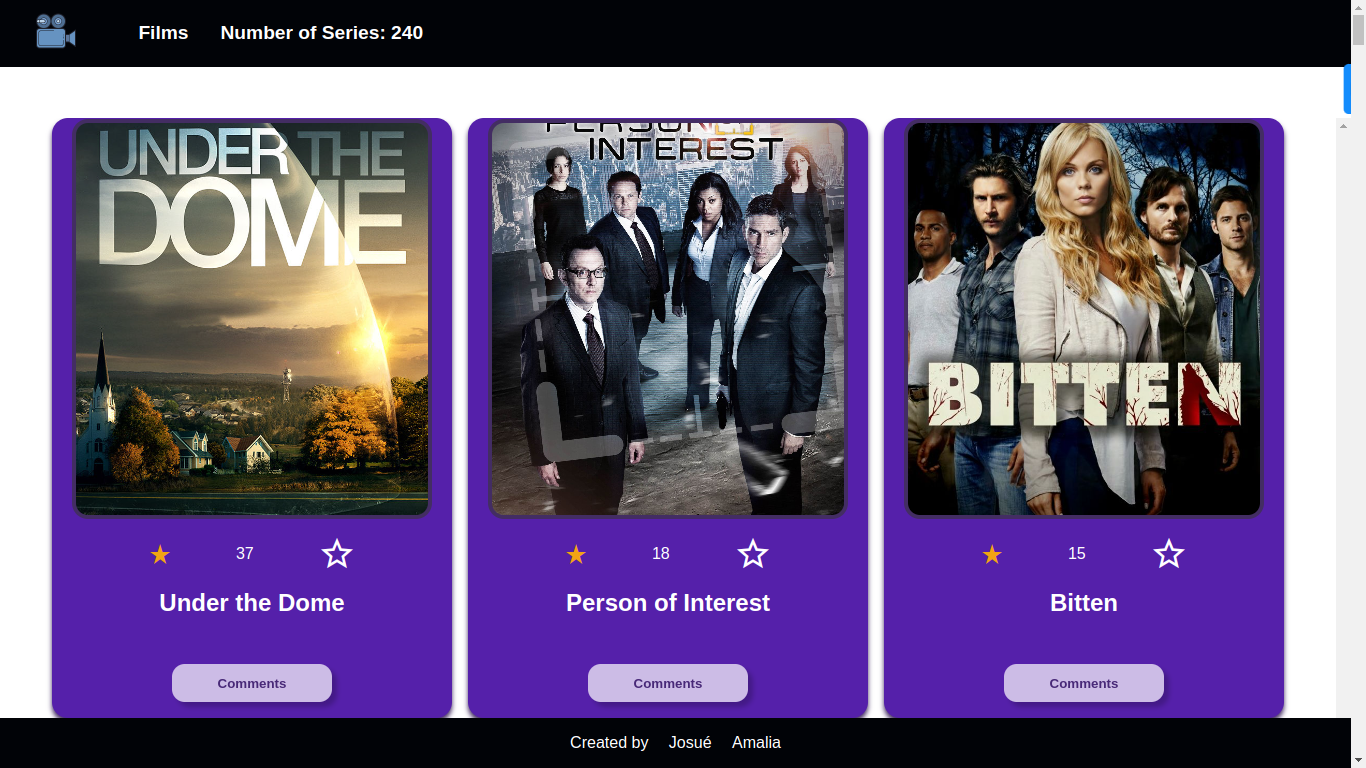 Films Number of Series: 240
UNDER THE
DOME
PERSON OF
INTEREST
BITTEN
37
18
15
Under the Dome
Person of Interest
Bitten
Comments
Comments
Comments
Created by Josué Amalia